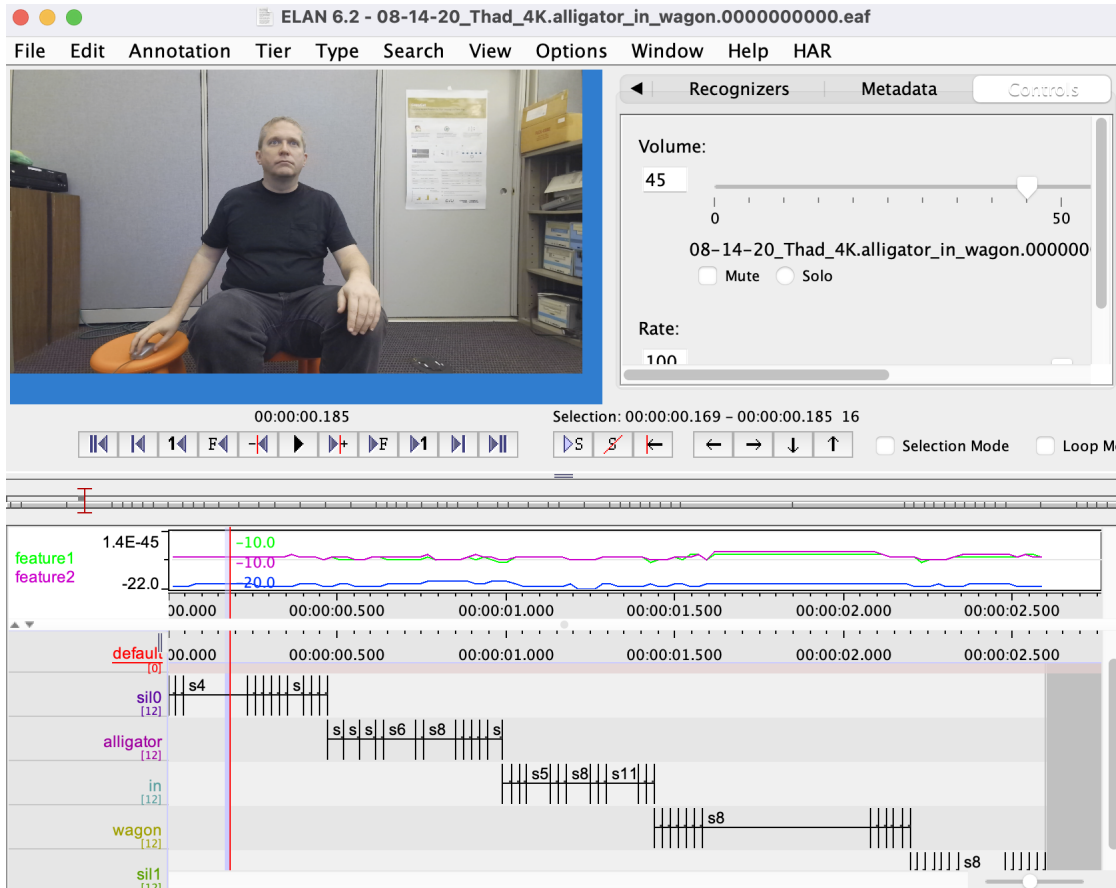 ELAN 6.2 - 08-14-20_Thad_4K.alligator_in_wagon.0000000000.eaf
File Edit Annotation Tier Type Search View Options Window Help HAR
Recognizers Metadata Controls
Volume:
45
0 50
08-14-20_Thad_4K.alligator_in_wagon.000000
Mute Solo
Rate:
100
00:00:00.185 Selection: 00:00:00.169 - 00:00:00.185 16
1 F - + F 1 S S Selection Mode Loop M
1.4E-45 -10.0
feature1
-10.0
feature2
-22.0 -20.0
00.000 00:00:00.500 00:00:01.000 00:00:01.500 00:00:02.000 00:00:02.500
default 00.000 00:00:00.500 00:00:01.000 00:00:01.500 00:00:02.000 00:00:02.500
[0]
s4 s
sil0
[12]
s s s s6 s8 s
alligator
[12]
s5 s8 s11
in
[12]
s8
wagon
[12]
s8
sil1
[12]